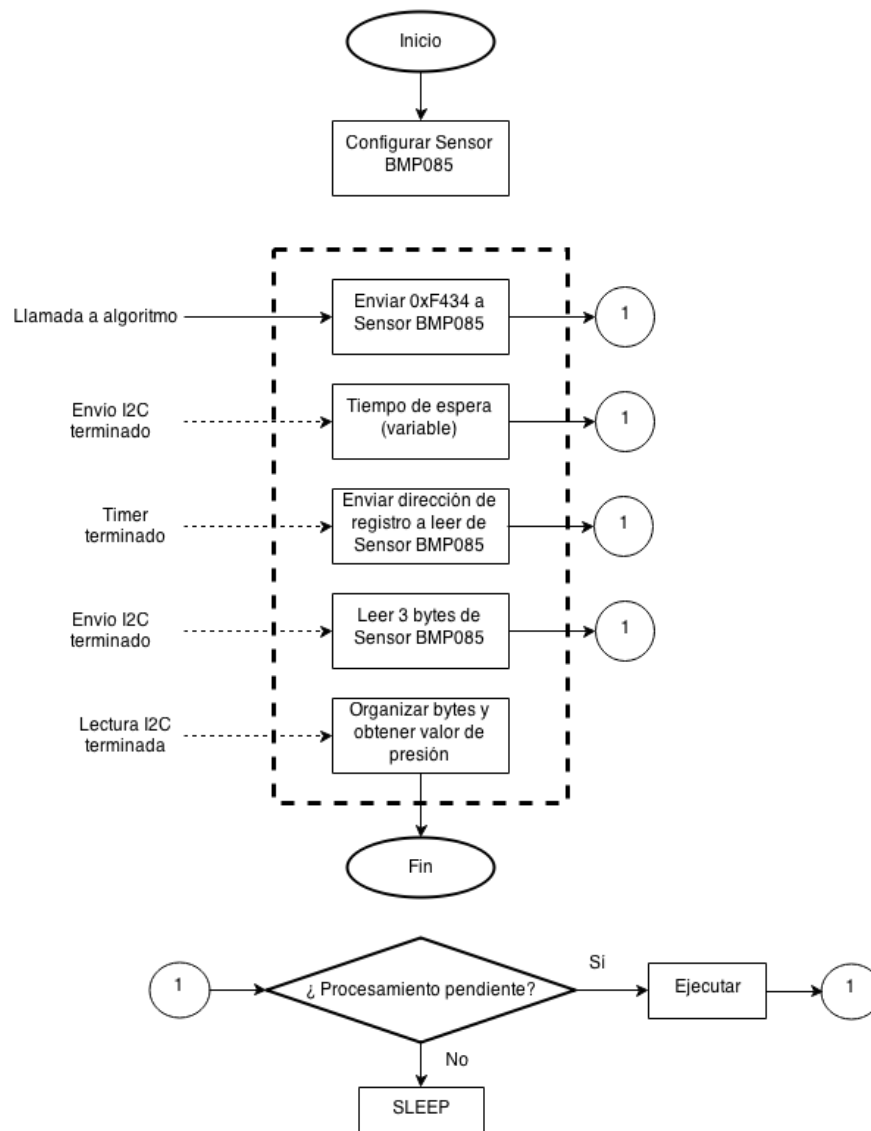 Inicio
Configurar Sensor
BMP085
Llamada a algoritmo
Enviar 0xF434 a
Sensor BMP085
1
Envio I2C
terminado
Tiempo de espera
(variable)
1
Timer
terminado
Enviar dirección de
registro a leer de
Sensor BMP085
1
Envio I2C
terminado
Leer 3 bytes de
Sensor BMP085
1
Lectura I2C
terminada
Organizar bytes y
obtener valor de
presión
Fin
1
¿ Procesamiento pendiente?
Sí
Ejecutar
1
No
SLEEP